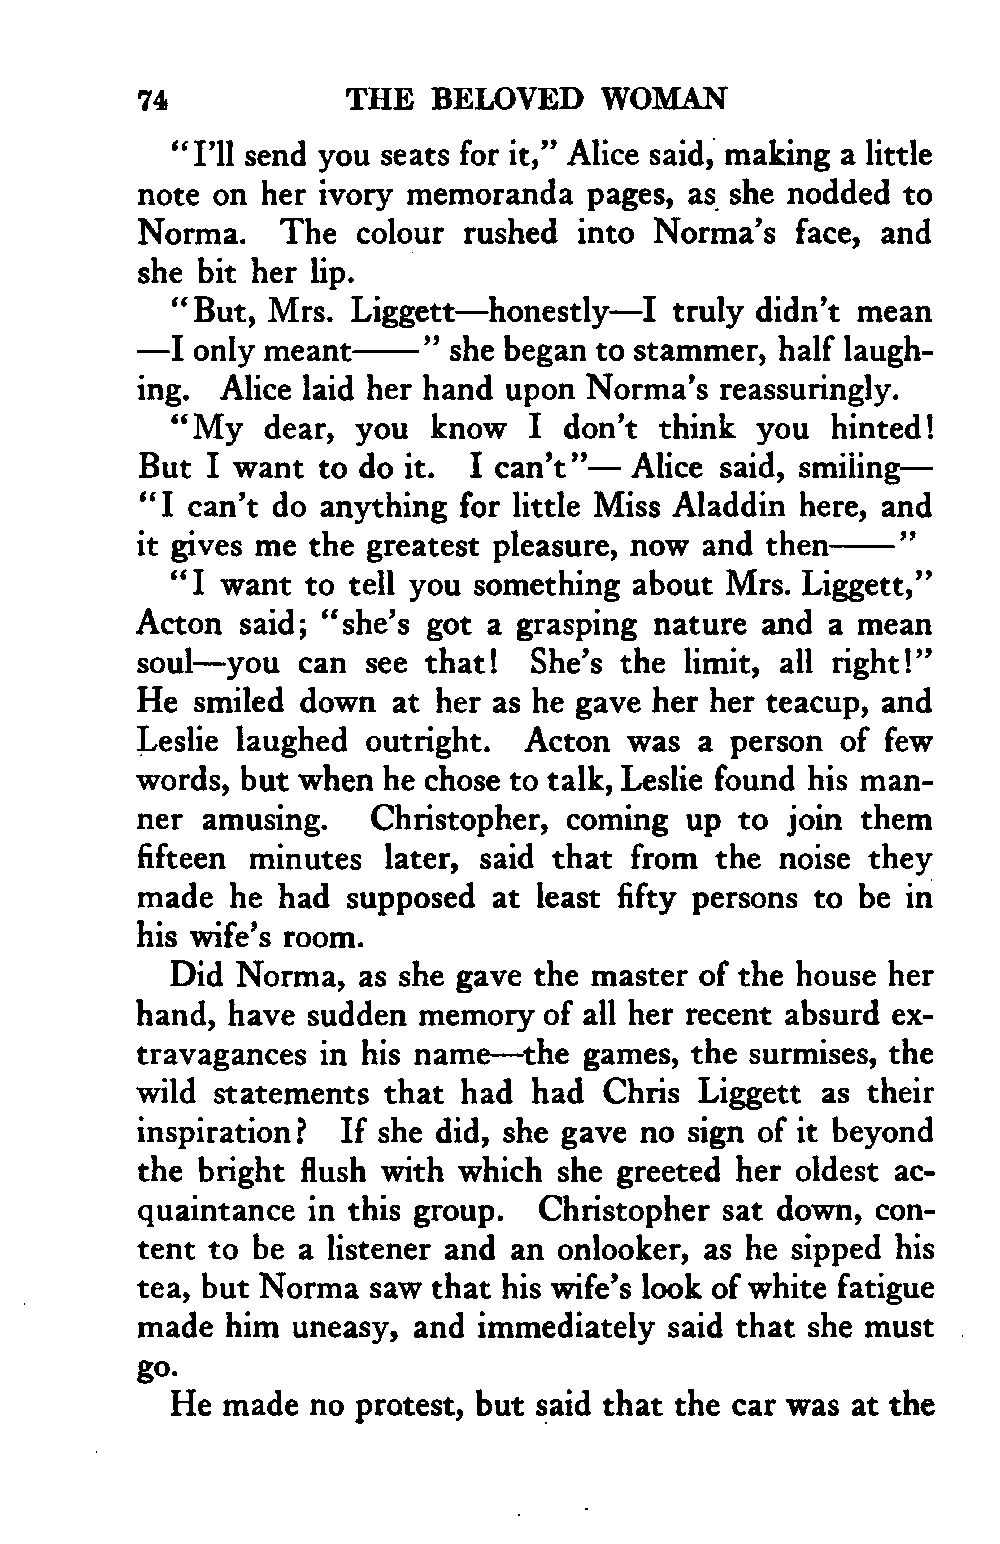 74 THE BELOVED WOMAN
"I'll send you seats for it," Alice said, making a little
note on her ivory memoranda pages, as she nodded to
Norma. The colour rushed into Norma's face, and
she bit her lip.
"But, Mrs. Liggett—honestly—I truly didn't mean
—I only meant——" she began to stammer, half laugh-
ing. Alice laid her hand upon Norma's reassuringly.
"My dear, you know I don't think you hinted!
But I want to do it. I can't"— Alice said, smiling—
"I can't do anything for little Miss Aladdin here, and
it gives me the greatest pleasure, now and then——"
"I want to tell you something about Mrs. Liggett,"
Acton said; "she's got a grasping nature and a mean
soul—you can see that! She's the limit, all right!"
He smiled down at her as he gave her her teacup, and
Leslie laughed outright. Acton was a person of few
words, but when he chose to talk, Leslie found his man-
ner amusing. Christopher, coming up to join them
fifteen minutes later, said that from the noise they
made he had supposed at least fifty persons to be in
his wife's room.
Did Norma, as she gave the master of the house her
hand, have sudden memory of all her recent absurd ex-
travagances in his name—the games, the surmises, the
wild statements that had had Chris Liggett as their
inspiration? If she did, she gave no sign of it beyond
the bright flush with which she greeted her oldest ac-
quaintance in this group. Christopher sat down, con-
tent to be a listener and an onlooker, as he sipped his
tea, but Norma saw that his wife's look of white fatigue
made him uneasy, and immediately said that she must
go.
He made no protest, but said that the car was at the